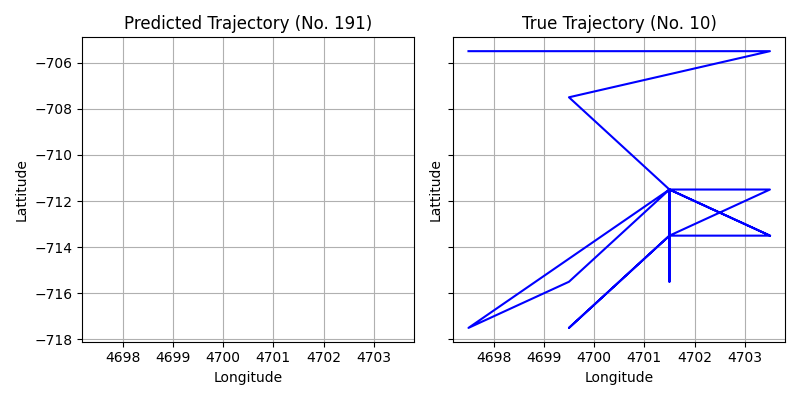 Predicted Trajectory (No. 191)
True Trajectory (No. 10)
Lattitude
−706
−708
−710
−712
−714
−716
−718
4698 4699 4700 4701 4702 4703
Longitude
Lattitude
4698 4699 4700 4701 4702 4703
Longitude